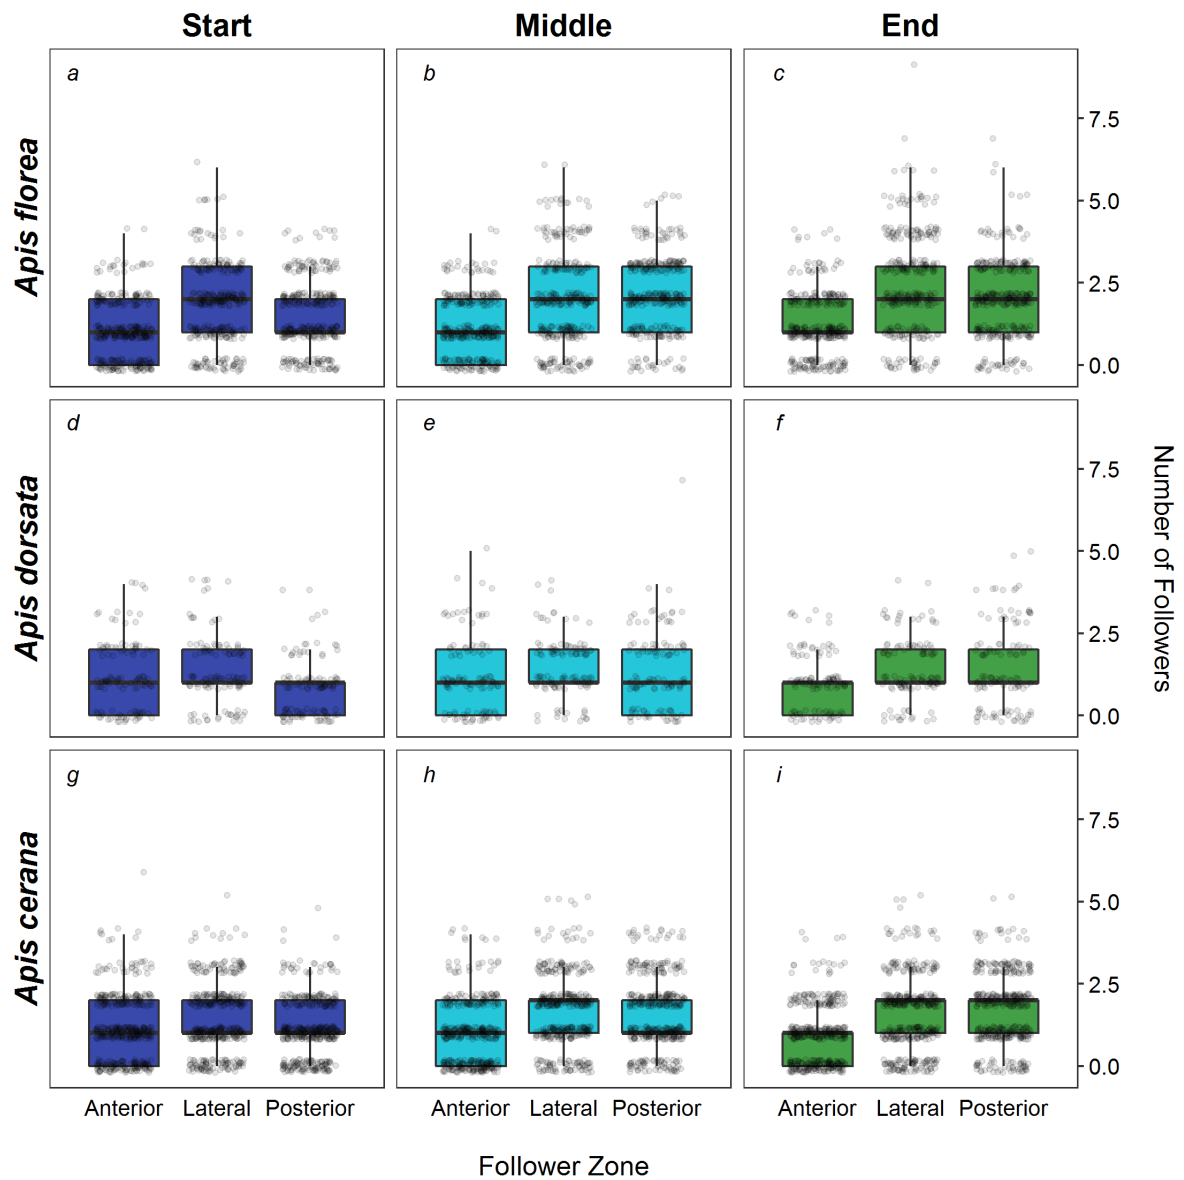 Start Middle End
Apis florea
a b c
7.5
5.0
2.5
0.0
Apis dorsata
d e f
7.5
5.0
2.5
0.0
Number of Followers
Apis cerana
g h i
7.5
5.0
2.5
0.0
Anterior Lateral Posterior Anterior Lateral Posterior Anterior Lateral Posterior
Follower Zone